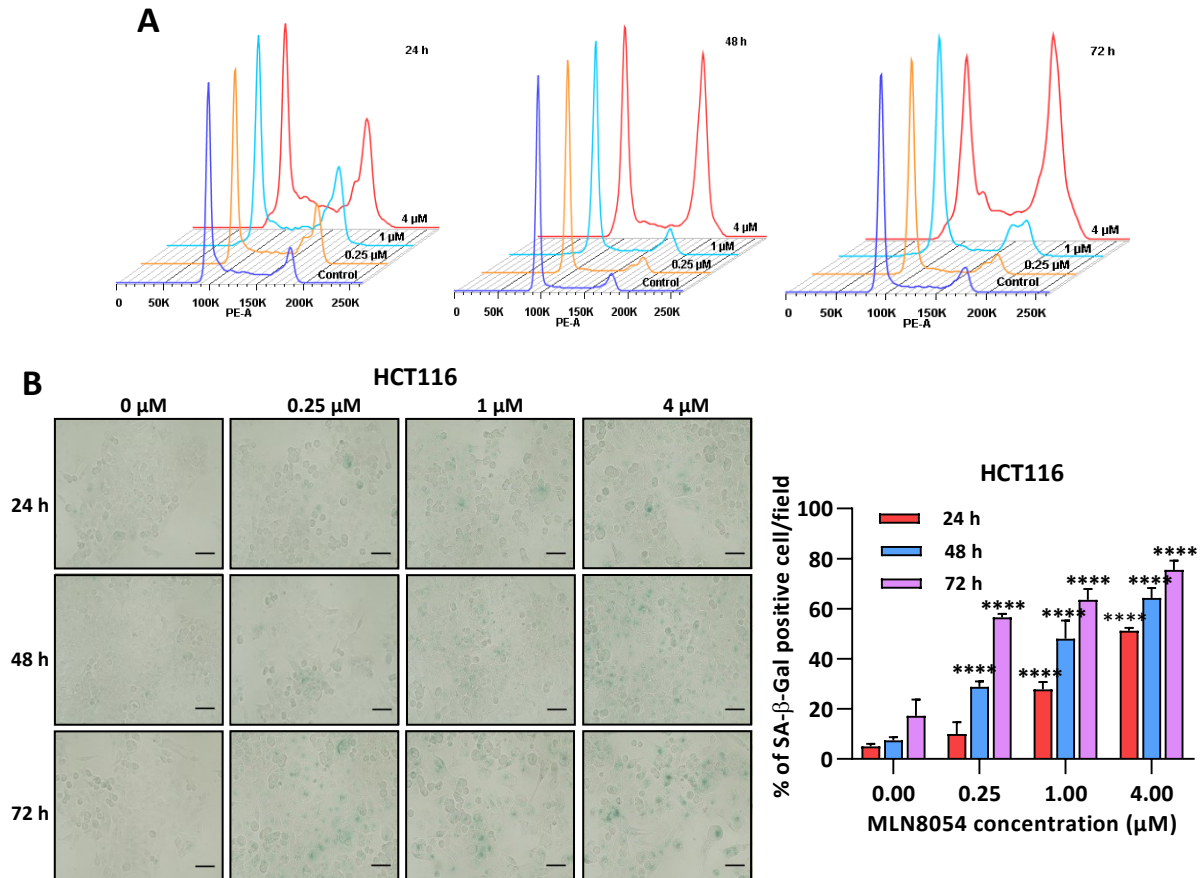 A
24 h
4 µM
1 µM
0.25 µM
Control
0 50K 100K 150K 200K 250K
PE-A
48 h
4 µM
1 µM
0.25 µM
Control
0 50K 100K 150K 200K 250K
PE-A
72 h
4 µM
1 µM
0.25 µM
Control
0 50K 100K 150K 200K 250K
PE-A
B
HCT116
0 µM 0.25 µM 1 µM 4 µM
24 h
48 h
72 h
HCT116
% of SA-β-Gal positive cell/field
100
80
60
40
20
0
24 h
48 h
72 h
****
****
****
****
****
****
****
****
0.00 0.25 1.00 4.00
MLN8054 concentration (µM)